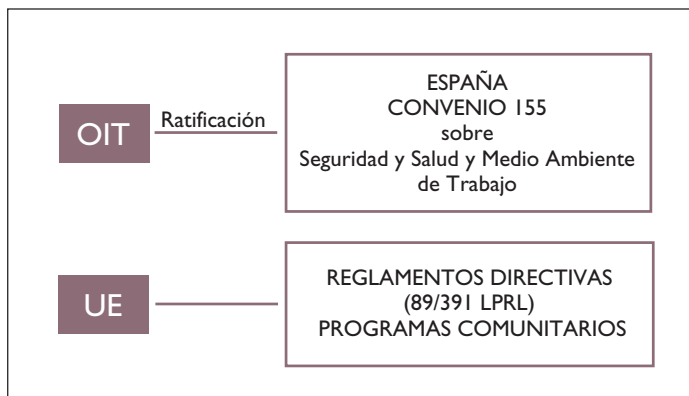 OIT
Ratificación
ESPAÑA
CONVENIO 155
sobre
Seguridad y Salud y Medio Ambiente
de Trabajo
UE
REGLAMENTOS DIRECTIVAS
(89/391 LPRL)
PROGRAMAS COMUNITARIOS